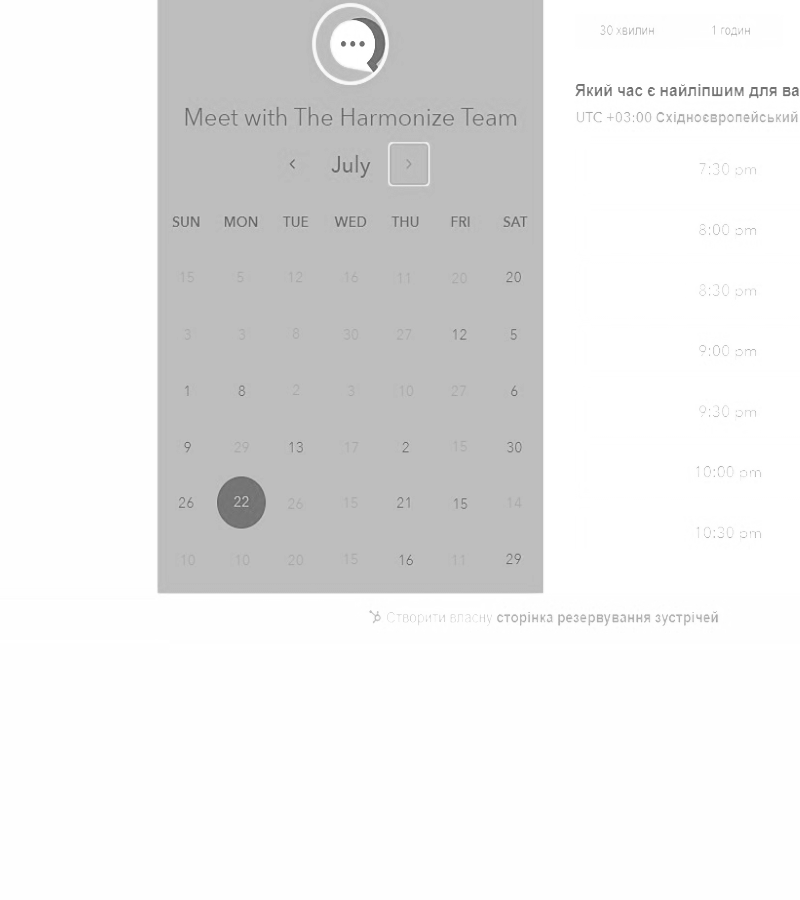 Meet with The Harmonize Team
July
SUN MON TUE WED THU FRI SAT
15 5 12 16 11 20 20
3 3 8 30 27 12 5
1 8 2 3 10 27 6
9 29 13 17 2 15 30
26 22 26 15 21 15 14
10 10 20 15 16 11 29
30 хвилин 1 годин
Який час є найліпшим для ва
UTC +03:00 Східноєвропейський
7:30 pm
8:00 pm
8:30 pm
9:00 pm
9:30 pm
10:00 pm
10:30 pm
Створити власну сторінка резервування зустрічей